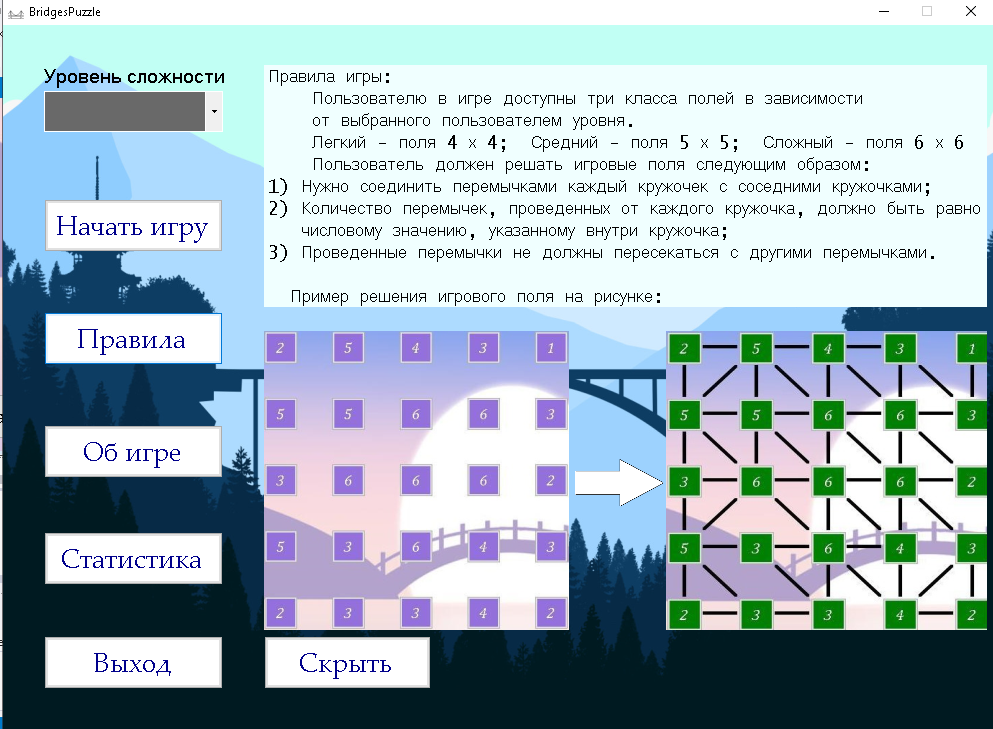 BridgesPuzzle
Уровень сложности
Правила игры:
Пользователю в игре доступны три класса полей в зависимости
от выбранного пользователем уровня.
Легкий - поля 4 x 4; Средний - поля 5 x 5; Сложный - поля 6 x 6
Пользователь должен решать игровые поля следующим образом:
1) Нужно соединить перемычками каждый кружочек с соседними кружочками;
2) Количество перемычек, проведенных от каждого кружочка, должно быть равно
числовому значению, указанному внутри кружочка;
3) Проведенные перемычки не должны пересекаться с другими перемычками.
Пример решения игрового поля на рисунке:
Начать игру
Правила
Об игре
Статистика
Выход
2 5 4 3 1
5 5 6 6 3
3 6 6 6 2
5 3 6 4 3
2 3 3 4 2
2 5 4 3 1
5 5 6 6 3
3 6 6 6 2
5 3 6 4 3
2 3 3 4 2
Скрыть